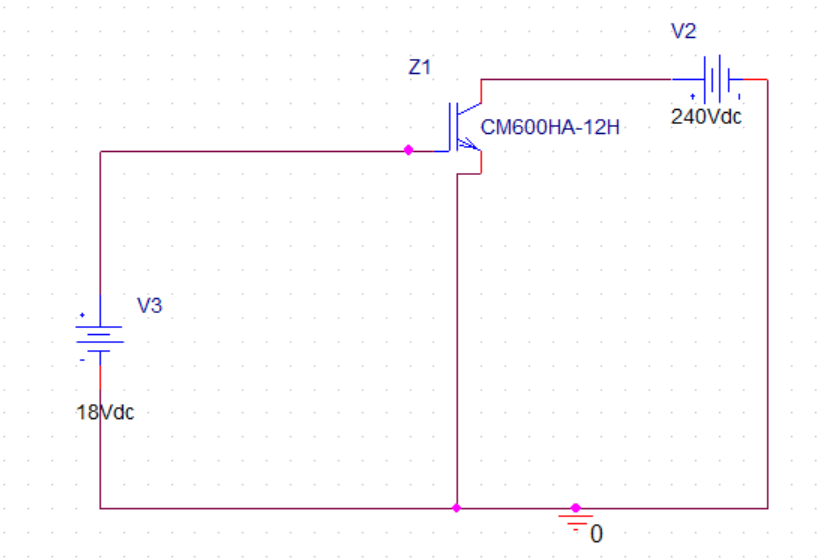 V2
Z1
CM600HA-12H
+
-
240Vdc
V3
+
-
18Vdc
0